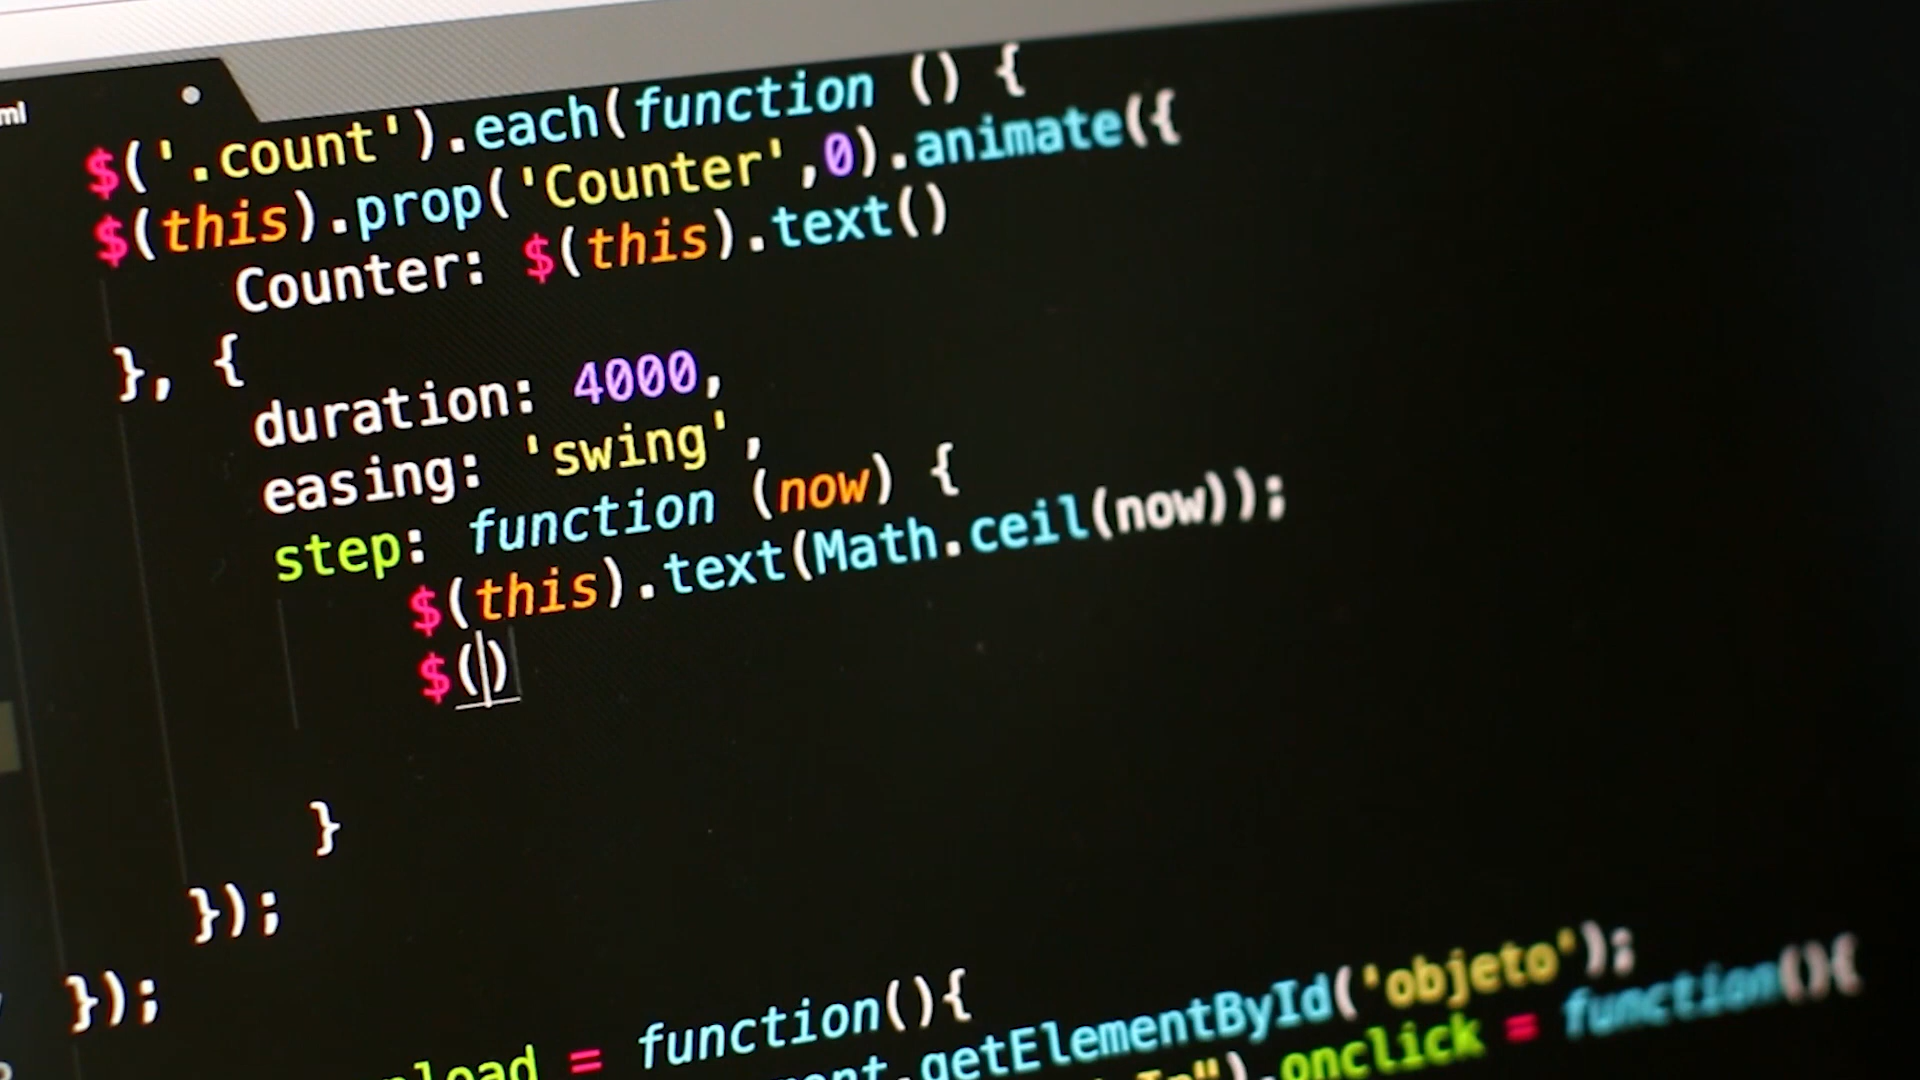 ml
$('.count').each(function () {
$(this).prop('Counter',0).animate({
Counter: $(this).text()
}, {
duration: 4000,
easing: 'swing',
step: function (now) {
$(this).text(Math.ceil(now));
$()
}
});
});
= function(){
.getElementById('objeto');
).onclick = function(){